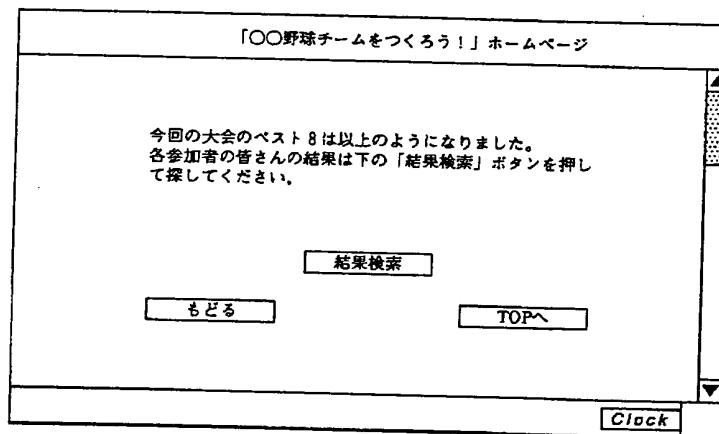 「○○野球チームをつくろう！」ホームページ
今回の大会のベスト8は以上のようになりました。
各参加者の皆さんの結果は下の「結果検索」ボタンを押し
て探してください。
結果検索
もどる
TOPへ
Clock